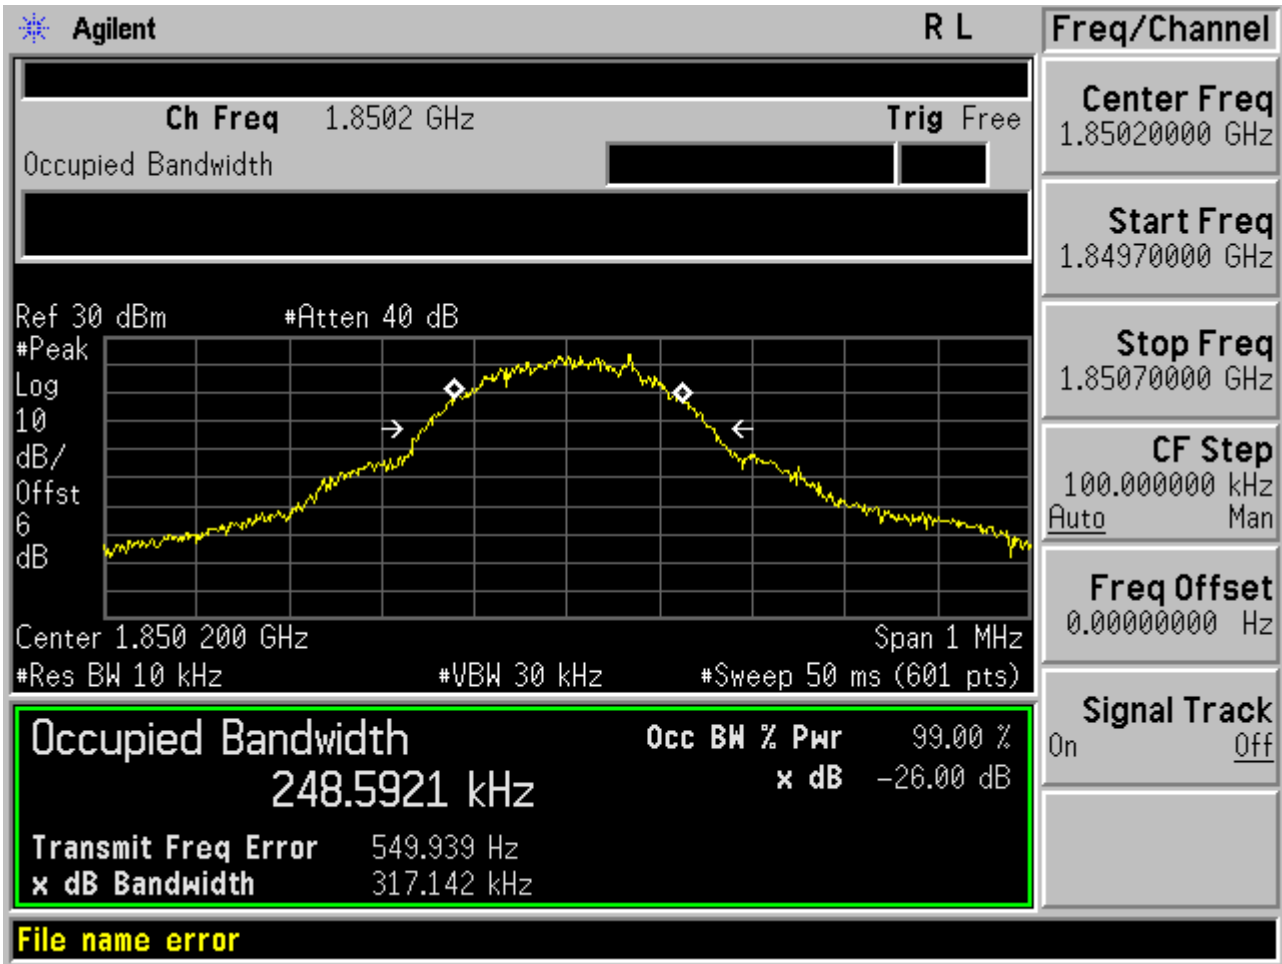 Agilent R L
Freq/Channel
Ch Freq 1.8502 GHz Trig Free
Occupied Bandwidth
Center Freq
1.85020000 GHz
Start Freq
1.84970000 GHz
Stop Freq
1.85070000 GHz
CF Step
100.000000 kHz
Auto Man
Freq Offset
0.00000000 Hz
Signal Track
On Off
Ref 30 dBm #Atten 40 dB
#Peak
Log
10
dB/
Offst
6
dB
Center 1.850 200 GHz Span 1 MHz
#Res BW 10 kHz #VBW 30 kHz #Sweep 50 ms (601 pts)
Occupied Bandwidth Occ BW % Pwr 99.00 %
248.5921 kHz x dB -26.00 dB
Transmit Freq Error 549.939 Hz
x dB Bandwidth 317.142 kHz
File name error